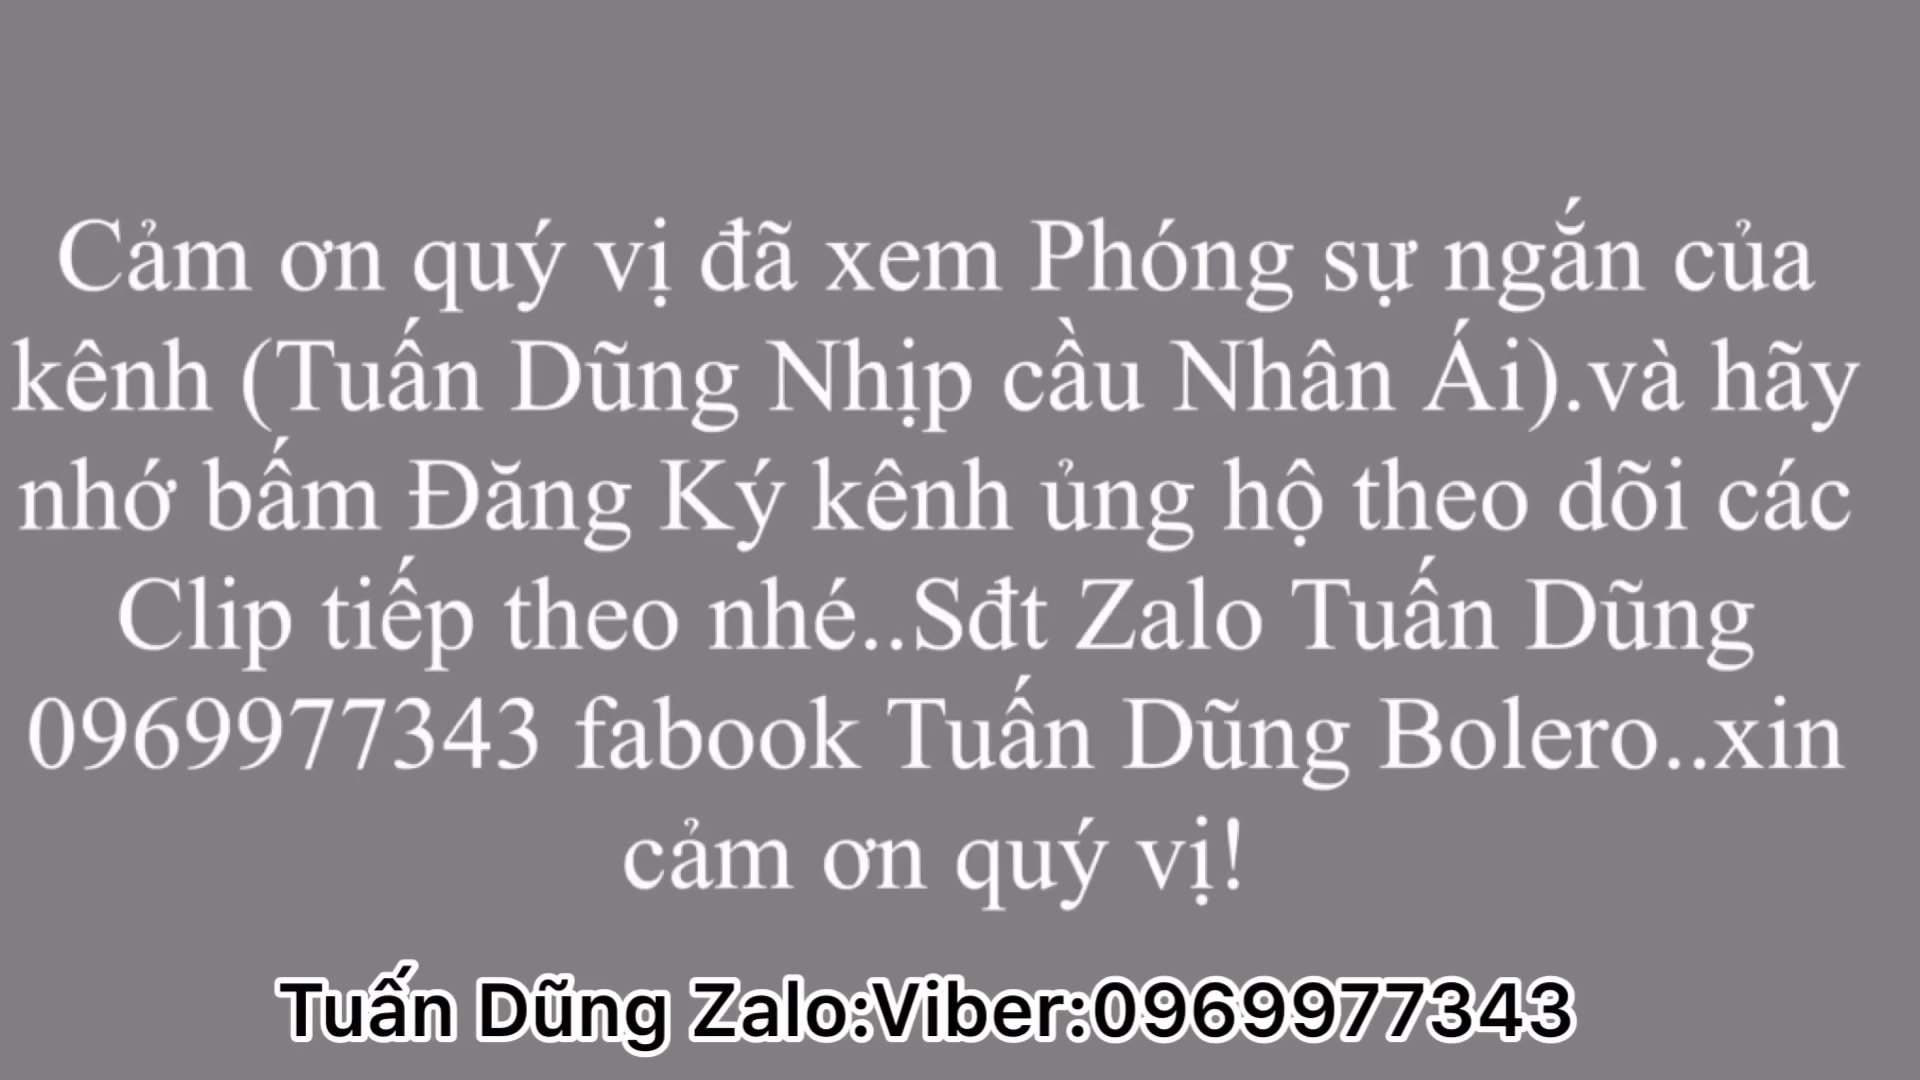 Cảm ơn quý vị đã xem Phóng sự ngắn của
kênh (Tuấn Dũng Nhịp cầu Nhân Ái).và hãy
nhớ bấm Đăng Ký kênh ủng hộ theo dõi các
Clip tiếp theo nhé..Sđt Zalo Tuấn Dũng
0969977343 fabook Tuấn Dũng Bolero..xin
cảm ơn quý vị!
Tuấn Dũng Zalo:Viber:0969977343